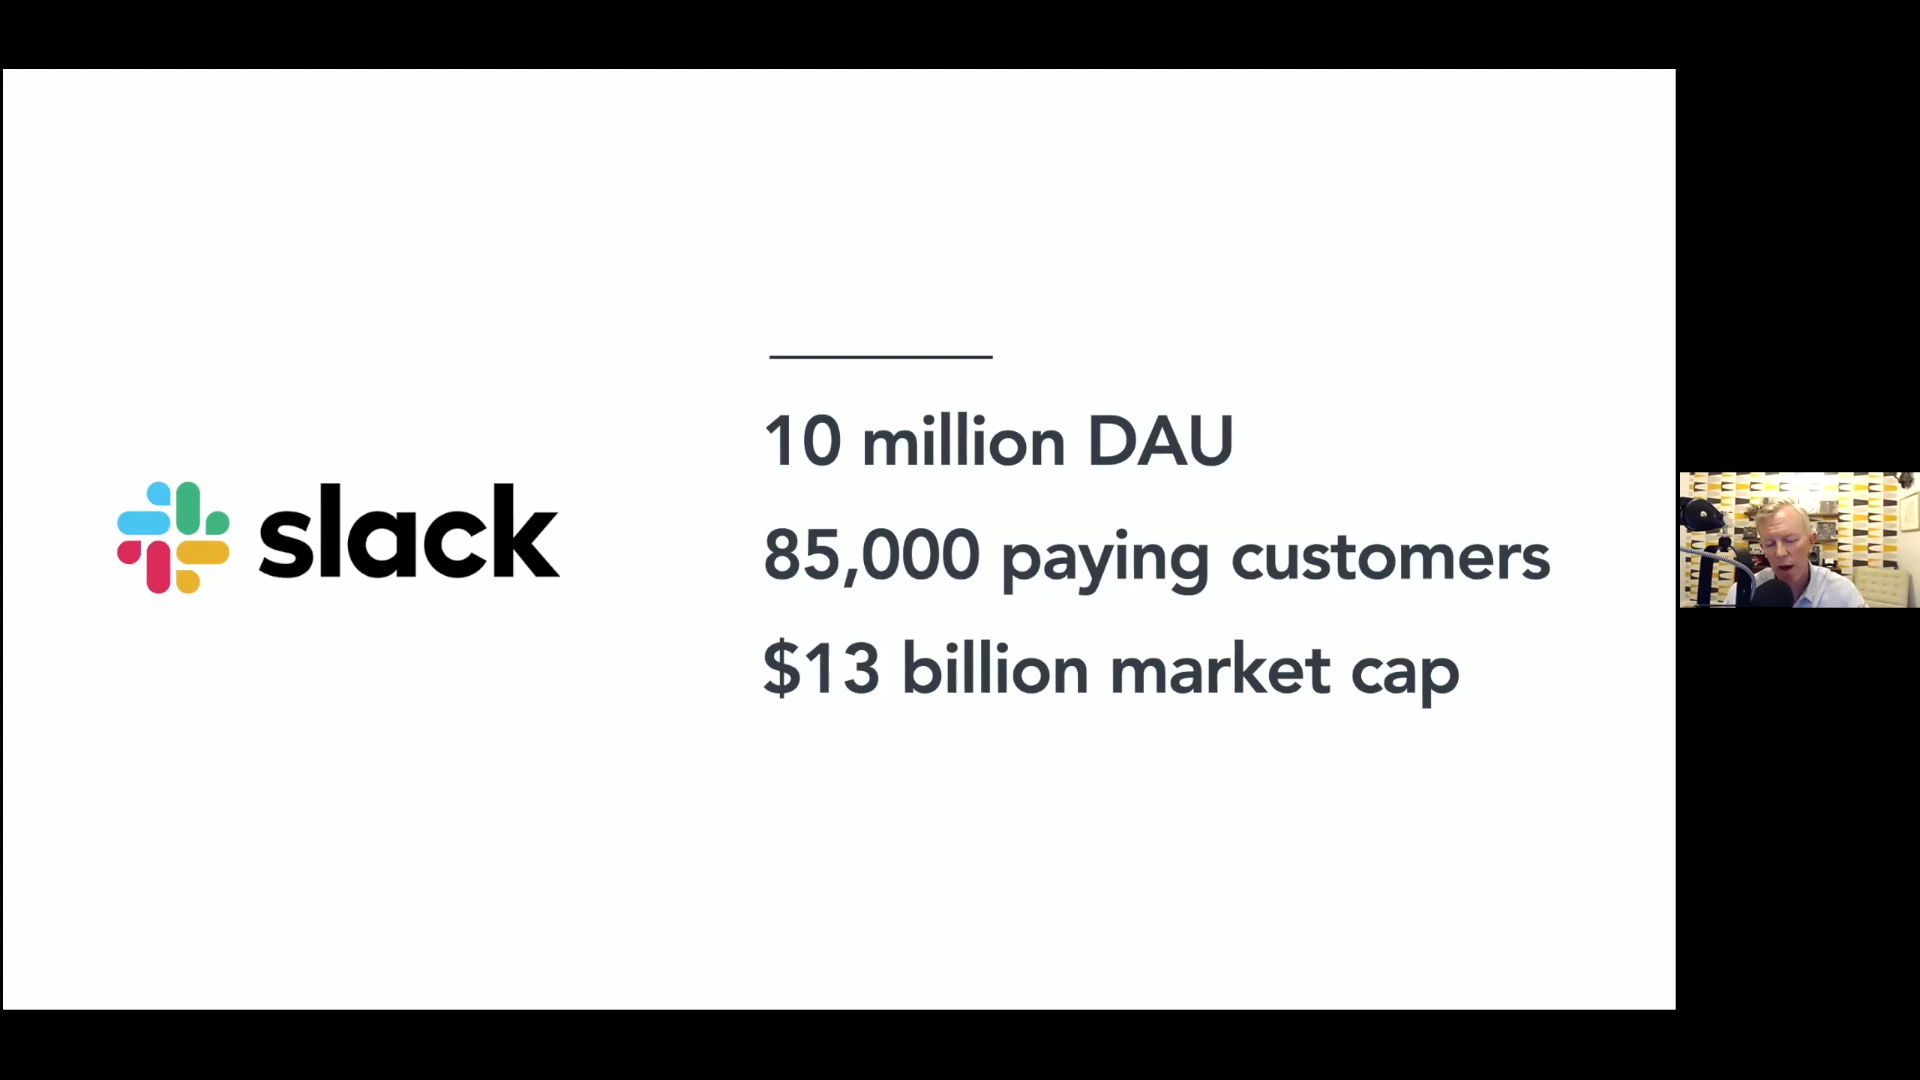 slack
10 million DAU
85,000 paying customers
$13 billion market cap